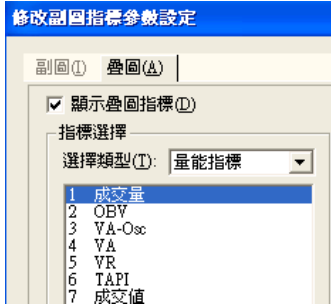 修改副圖指標參數設定
副圖(I) 疊圖(A)
顯示疊圖指標(D)
指標選擇
選擇類型(T): 量能指標
1 成交量
2 OBV
3 VA-Osc
4 VA
5 VR
6 TAPI
7 成交值